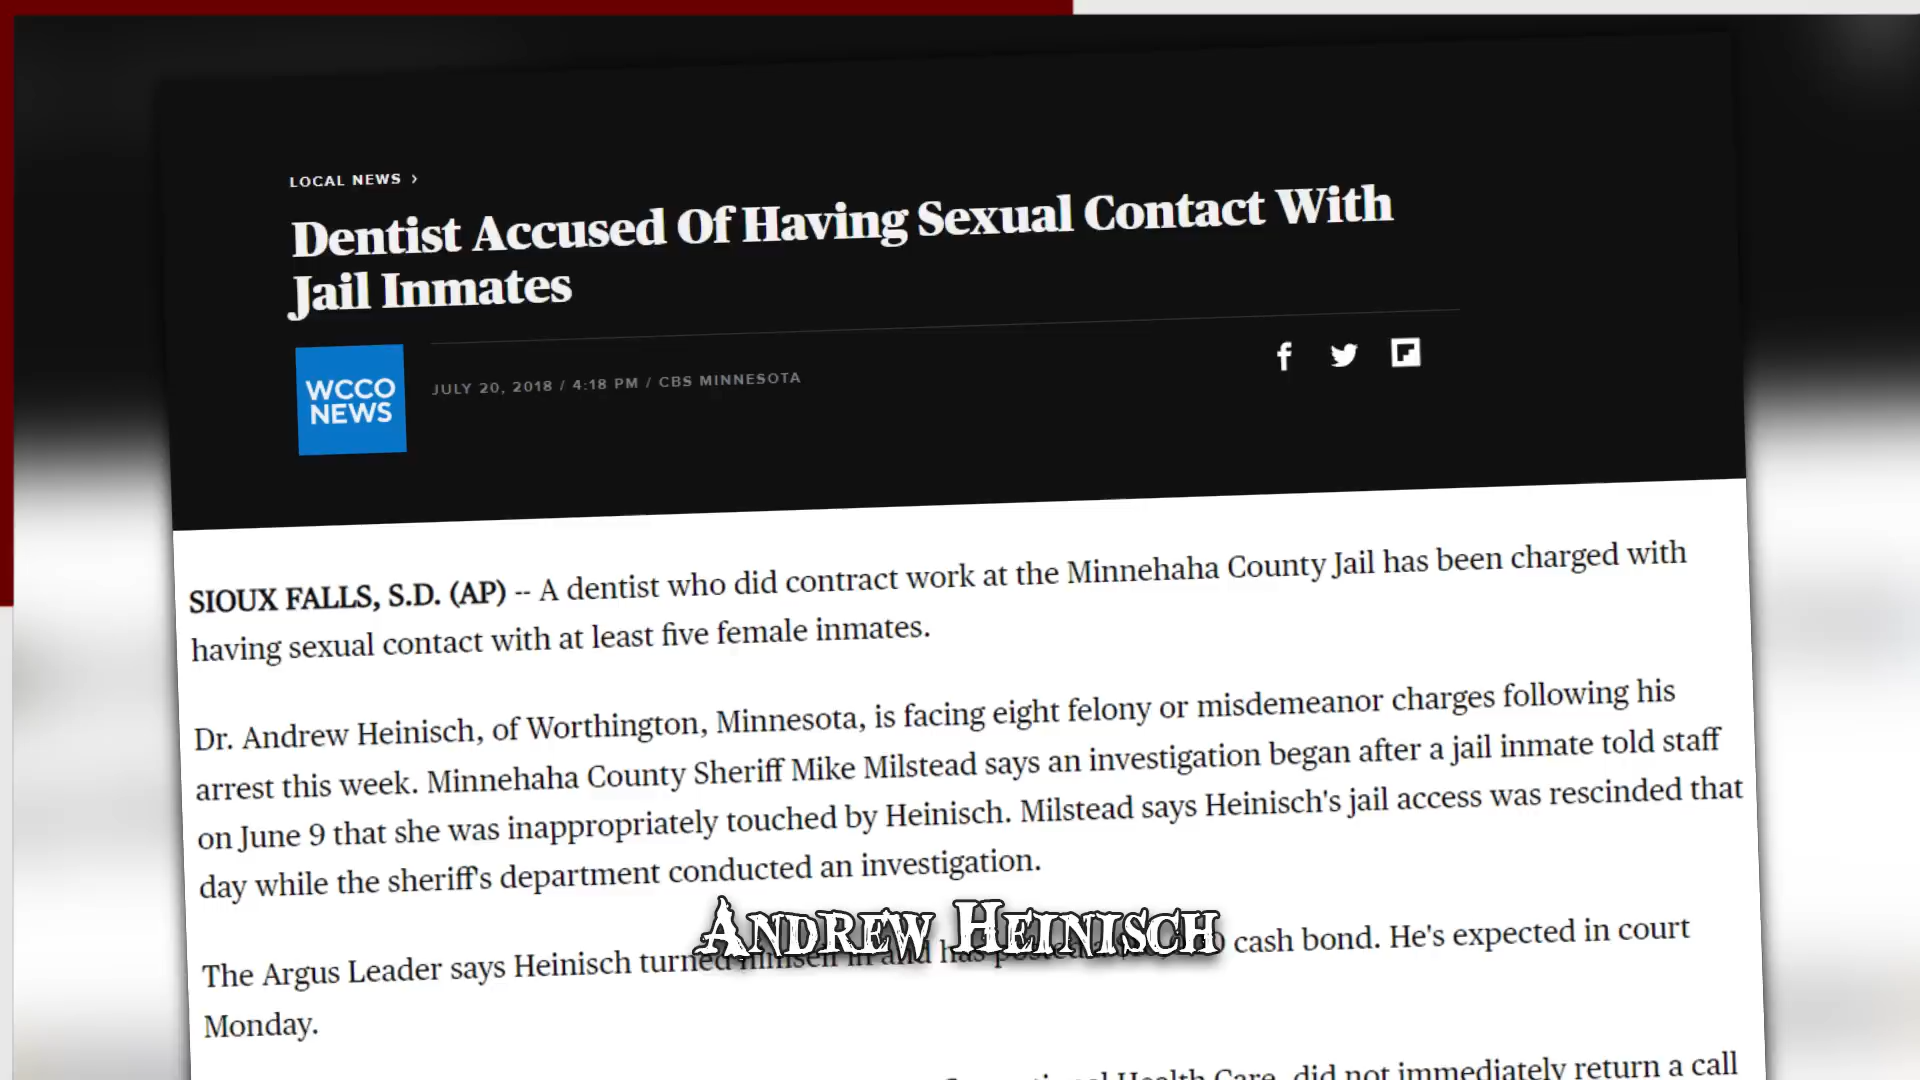 LOCAL NEWS ›
Dentist Accused Of Having Sexual Contact With
Jail Inmates
WCCO
NEWS
JULY 20, 2018 / 4:18 PM / CBS MINNESOTA
SIOUX FALLS, S.D. (AP) -- A dentist who did contract work at the Minnehaha County Jail has been charged with
having sexual contact with at least five female inmates.
Dr. Andrew Heinisch, of Worthington, Minnesota, is facing eight felony or misdemeanor charges following his
arrest this week. Minnehaha County Sheriff Mike Milstead says an investigation began after a jail inmate told staff
on June 9 that she was inappropriately touched by Heinisch. Milstead says Heinisch's jail access was rescinded that
day while the sheriff's department conducted an investigation.
Andrew Heinisch
The Argus Leader says Heinisch turned himself in and has cash bond. He's expected in court
Monday.
Health Care, did not immediately return a call